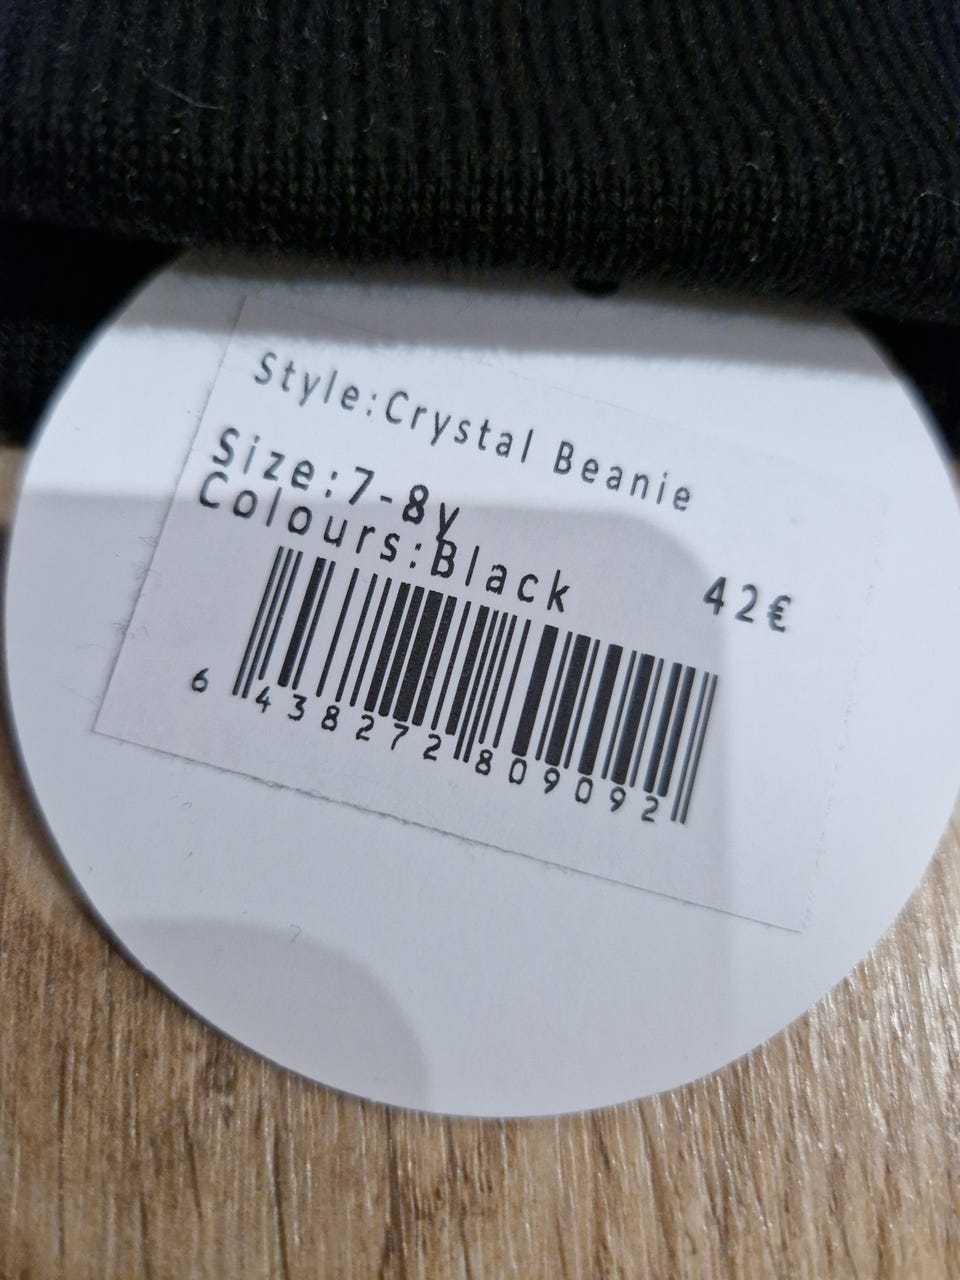 Style:Crystal Beanie
Size:7-8y
Colours:Black
42€
6 438272 809092